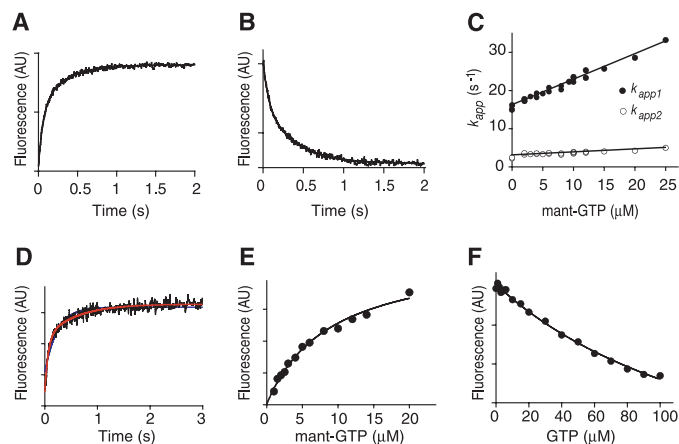 A
Fluorescence (AU)
0 0.5 1 1.5 2
Time (s)
B
Fluorescence (AU)
0 0.5 1 1.5 2
Time (s)
C
k_app (s⁻¹)
30
20
10
0
k_app1
k_app2
0 5 10 15 20 25
mant-GTP (μM)
D
Fluorescence (AU)
0 1 2 3
Time (s)
E
Fluorescence (AU)
0 5 10 15 20
mant-GTP (μM)
F
Fluorescence (AU)
0 20 40 60 80 100
GTP (μM)